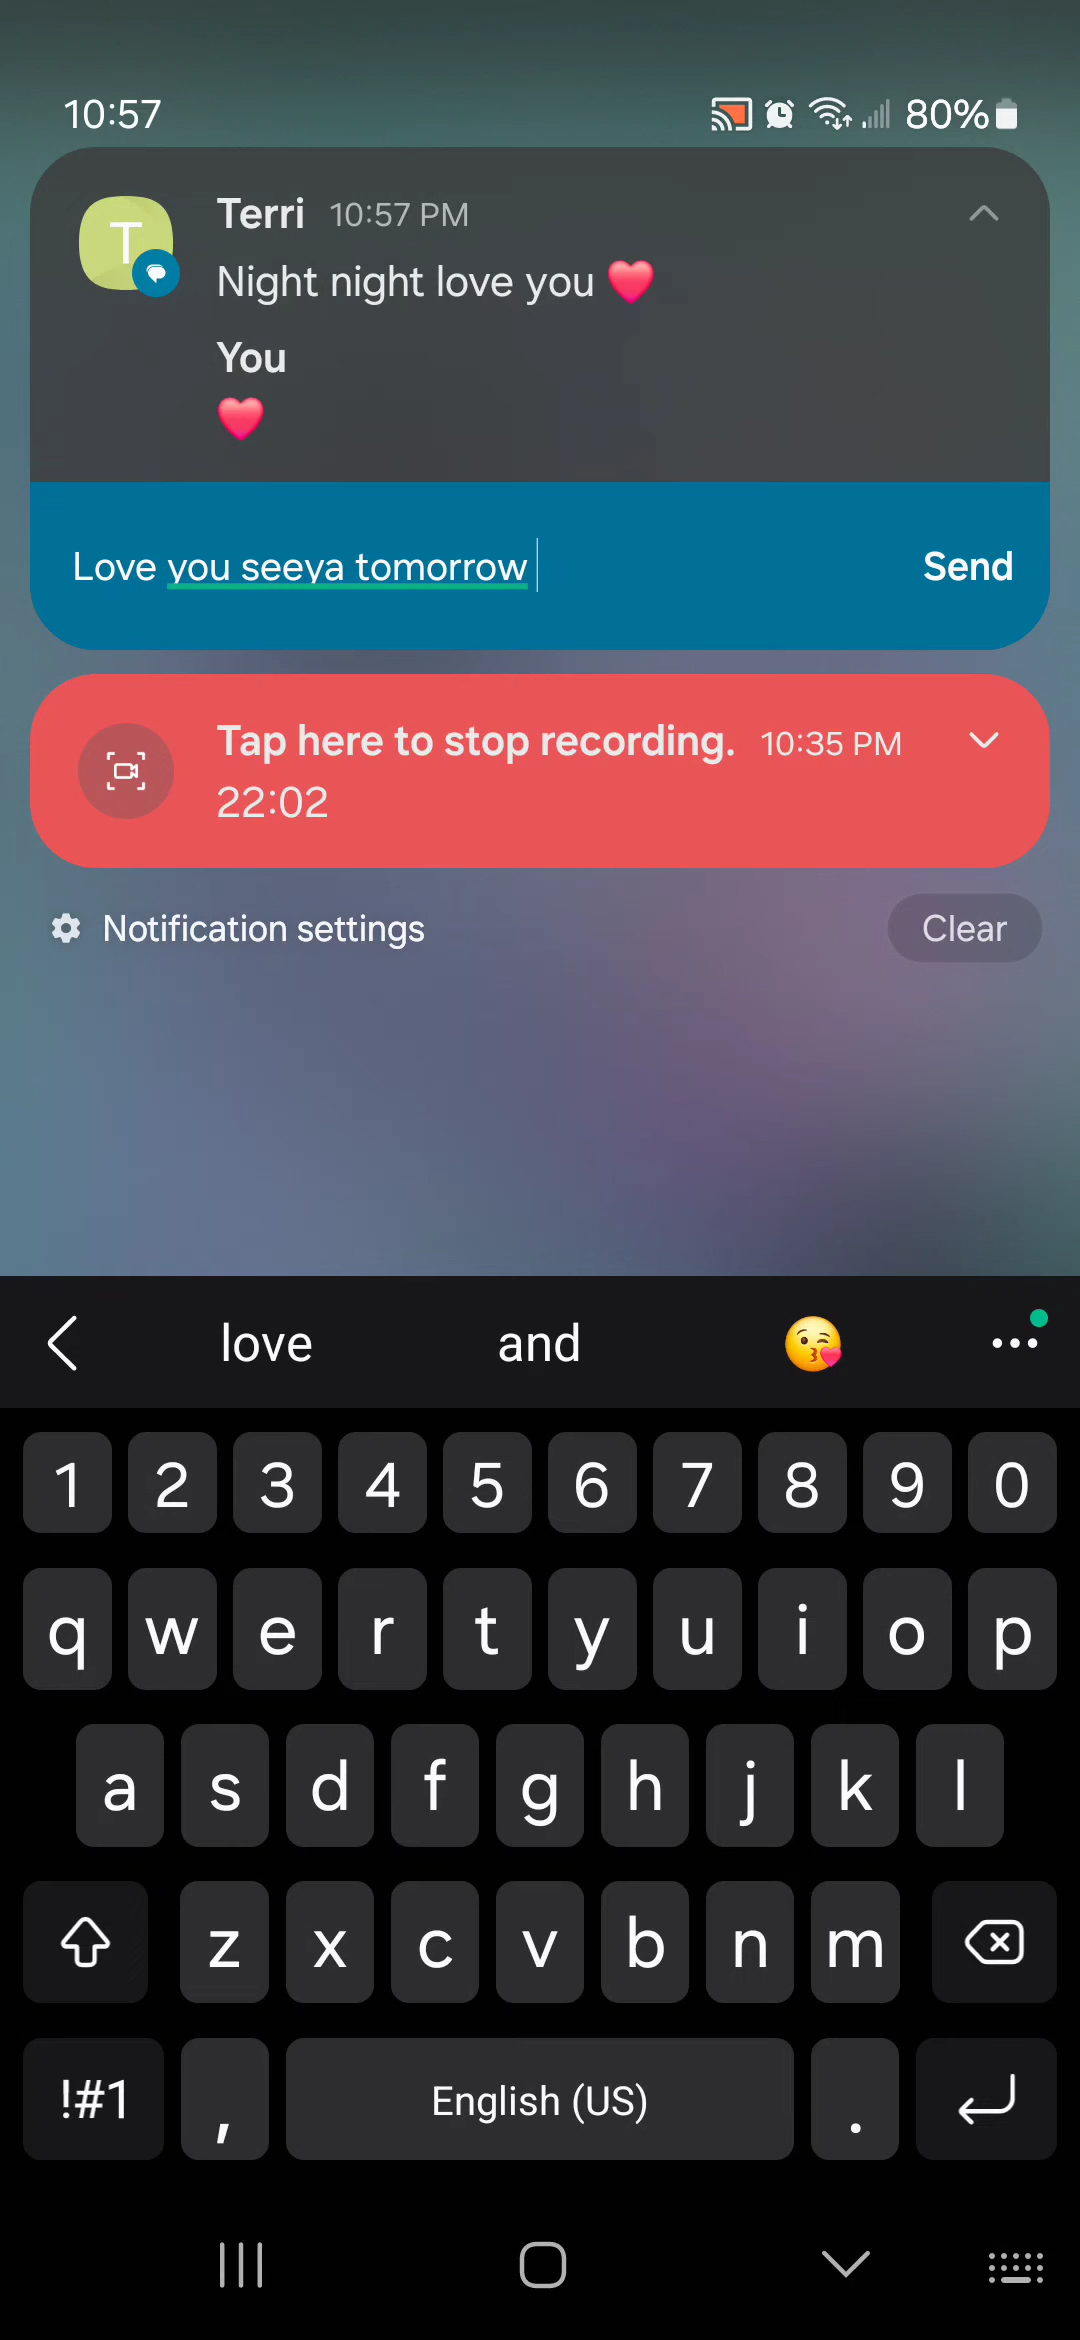 10:57
80%
T
Terri 10:57 PM
Night night love you 💗
You
💗
Love you seeya tomorrow
Send
Tap here to stop recording. 10:35 PM
22:02
Notification settings
Clear
love and 😘
1 2 3 4 5 6 7 8 9 0
q w e r t y u i o p
a s d f g h j k l
z x c v b n m
!#1 , English (US) .